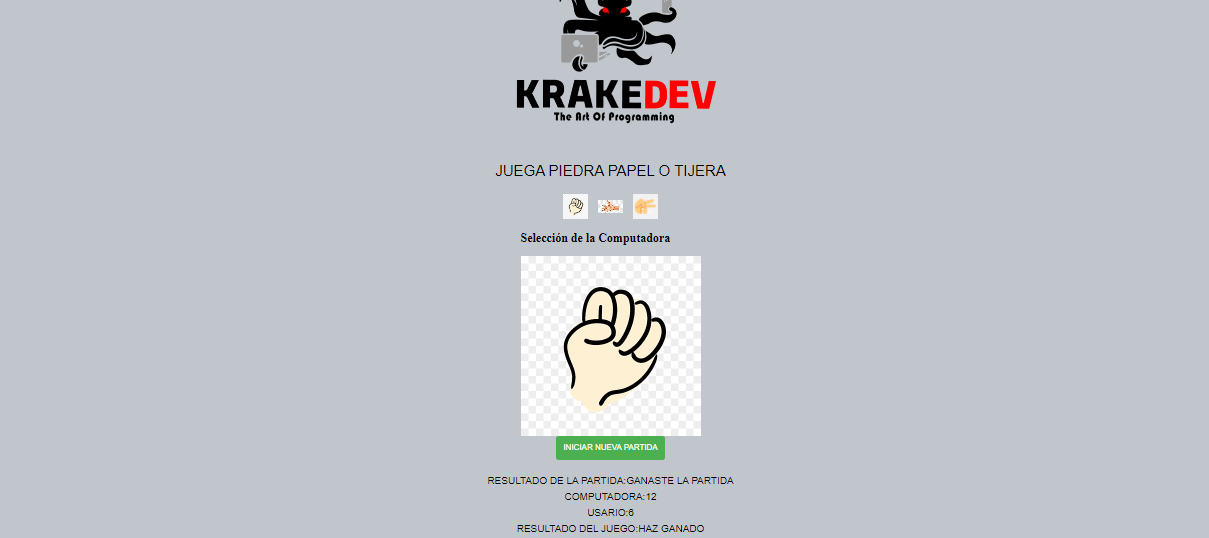 KRAKEDEV
The Art Of Programming
JUEGA PIEDRA PAPEL O TIJERA
Selección de la Computadora
INICIAR NUEVA PARTIDA
RESULTADO DE LA PARTIDA:GANASTE LA PARTIDA
COMPUTADORA:12
USARIO:6
RESULTADO DEL JUEGO:HAZ GANADO